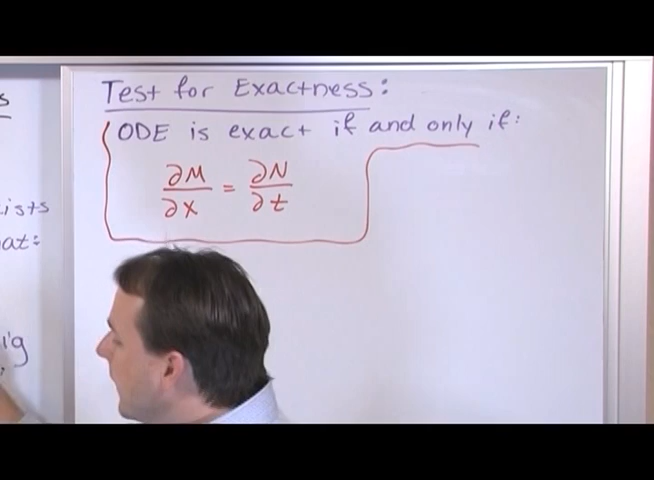 Test for Exactness:
ODE is exact if and only if:
∂M/∂x = ∂N/∂t